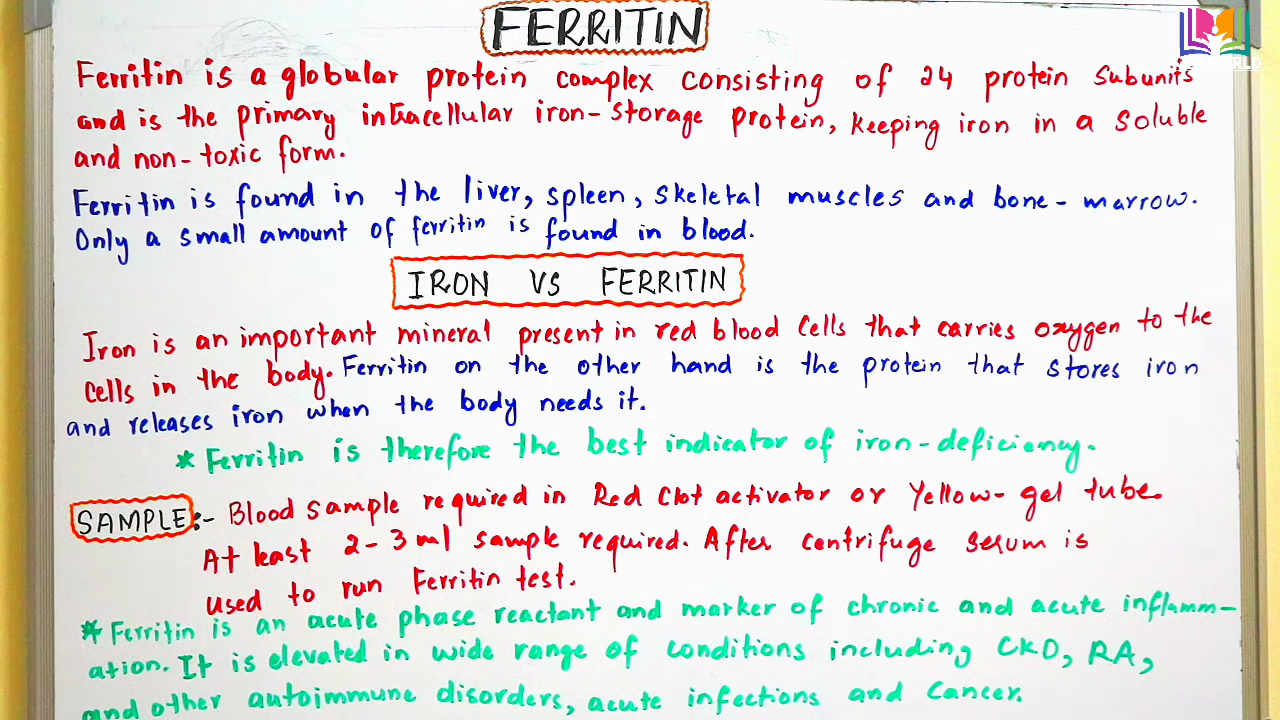 FERRITIN
Ferritin is a globular protein complex consisting of 24 protein subunits
and is the primary intracellular iron-storage protein, keeping iron in a soluble
and non-toxic form.
Ferritin is found in the liver, spleen, skeletal muscles and bone-marrow.
Only a small amount of ferritin is found in blood.
IRON VS FERRITIN
Iron is an important mineral present in red blood cells that carries oxygen to the
cells in the body. Ferritin on the other hand is the protein that stores iron
and releases iron when the body needs it.
* Ferritin is therefore the best indicator of iron-deficiency.
SAMPLE:- Blood sample required in Red Clot activator or Yellow-gel tube.
At least 2-3 ml sample required. After centrifuge serum is
used to run Ferritin test.
* Ferritin is an acute phase reactant and marker of chronic and acute inflamm-
ation. It is elevated in wide range of conditions including CKD, RA,
and other autoimmune disorders, acute infections and cancer.